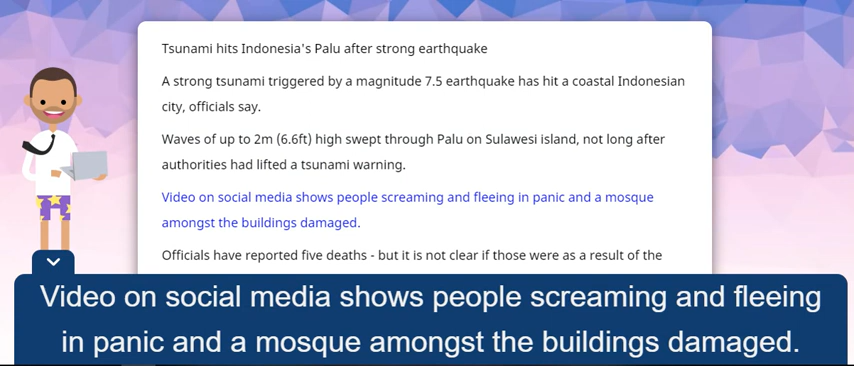 Tsunami hits Indonesia's Palu after strong earthquake
A strong tsunami triggered by a magnitude 7.5 earthquake has hit a coastal Indonesian
city, officials say.
Waves of up to 2m (6.6ft) high swept through Palu on Sulawesi island, not long after
authorities had lifted a tsunami warning.
Video on social media shows people screaming and fleeing in panic and a mosque
amongst the buildings damaged.
Officials have reported five deaths - but it is not clear if those were as a result of the
Video on social media shows people screaming and fleeing
in panic and a mosque amongst the buildings damaged.